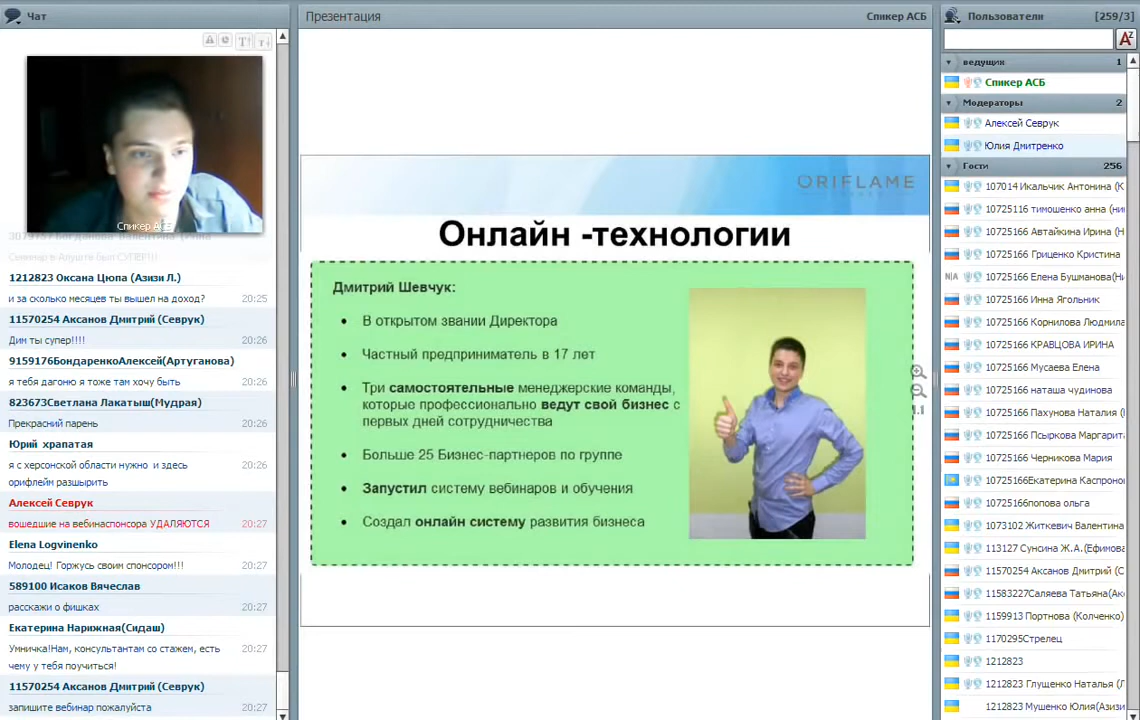 Чат
Спикер АСБ
Семинар в Алуште был СУПЕР!!!
1212823 Оксана Цюпа (Азизи Л.)
и за сколько месяцев ты вышел на доход? 20:25
11570254 Аксанов Дмитрий (Севрук)
Дим ты супер!!!! 20:26
9159176БондаренкоАлексей(Артуганова)
я тебя дагоню я тоже там хочу быть 20:26
823673Светлана Лакатыш(Мудрая)
Прекрасний парень 20:26
Юрий храпатая
я с херсонской области нужно и здесь 20:26
орифлейм разширыть
Алексей Севрук
вошедшие на вебинаспонсора УДАЛЯЮТСЯ 20:27
Elena Logvinenko
Молодец! Горжусь своим спонсором!!! 20:27
589100 Исаков Вячеслав
расскажи о фишках 20:27
Екатерина Нарижная(Сидаш)
Умничка!Нам, консультантам со стажем, есть 20:27
чему у тебя поучиться!
11570254 Аксанов Дмитрий (Севрук)
запишите вебинар пожалуйста 20:27
Презентация Спикер АСБ
ORIFLAME
Онлайн -технологии
Дмитрий Шевчук:
• В открытом звании Директора
• Частный предприниматель в 17 лет
• Три самостоятельные менеджерские команды,
которые профессионально ведут свой бизнес с
первых дней сотрудничества
• Больше 25 Бизнес-партнеров по группе
• Запустил систему вебинаров и обучения
• Создал онлайн систему развития бизнеса
Пользователи [259/3]
ведущих 1
Спикер АСБ
Модераторы 2
Алексей Севрук
Юлия Дмитренко
Гости 256
107014 Икальчик Антонина (К
10725116 тимошенко анна (ни
10725166 Автайкина Ирина (Н
10725166 Гриценко Кристина
N/A 10725166 Елена Бушманова(Ни
10725166 Инна Ягольник
10725166 Корнилова Людмила
10725166 КРАВЦОВА ИРИНА
10725166 Мусаева Елена
10725166 наташа чудинова
10725166 Пахунова Наталия (
10725166 Псыркова Маргарит
10725166 Черникова Мария
10725166Екатерина Каспроно
10725166попова ольга
1073102 Житкевич Валентина
113127 Сунсина Ж.А.(Ефимова
11570254 Аксанов Дмитрий (С
11583227Саляева Татьяна(Ак
1159913 Портнова (Колченко)
1170295Стрелец
1212823
1212823 Глущенко Наталья (Л
1212823 Мушенко Юлия(Азизи